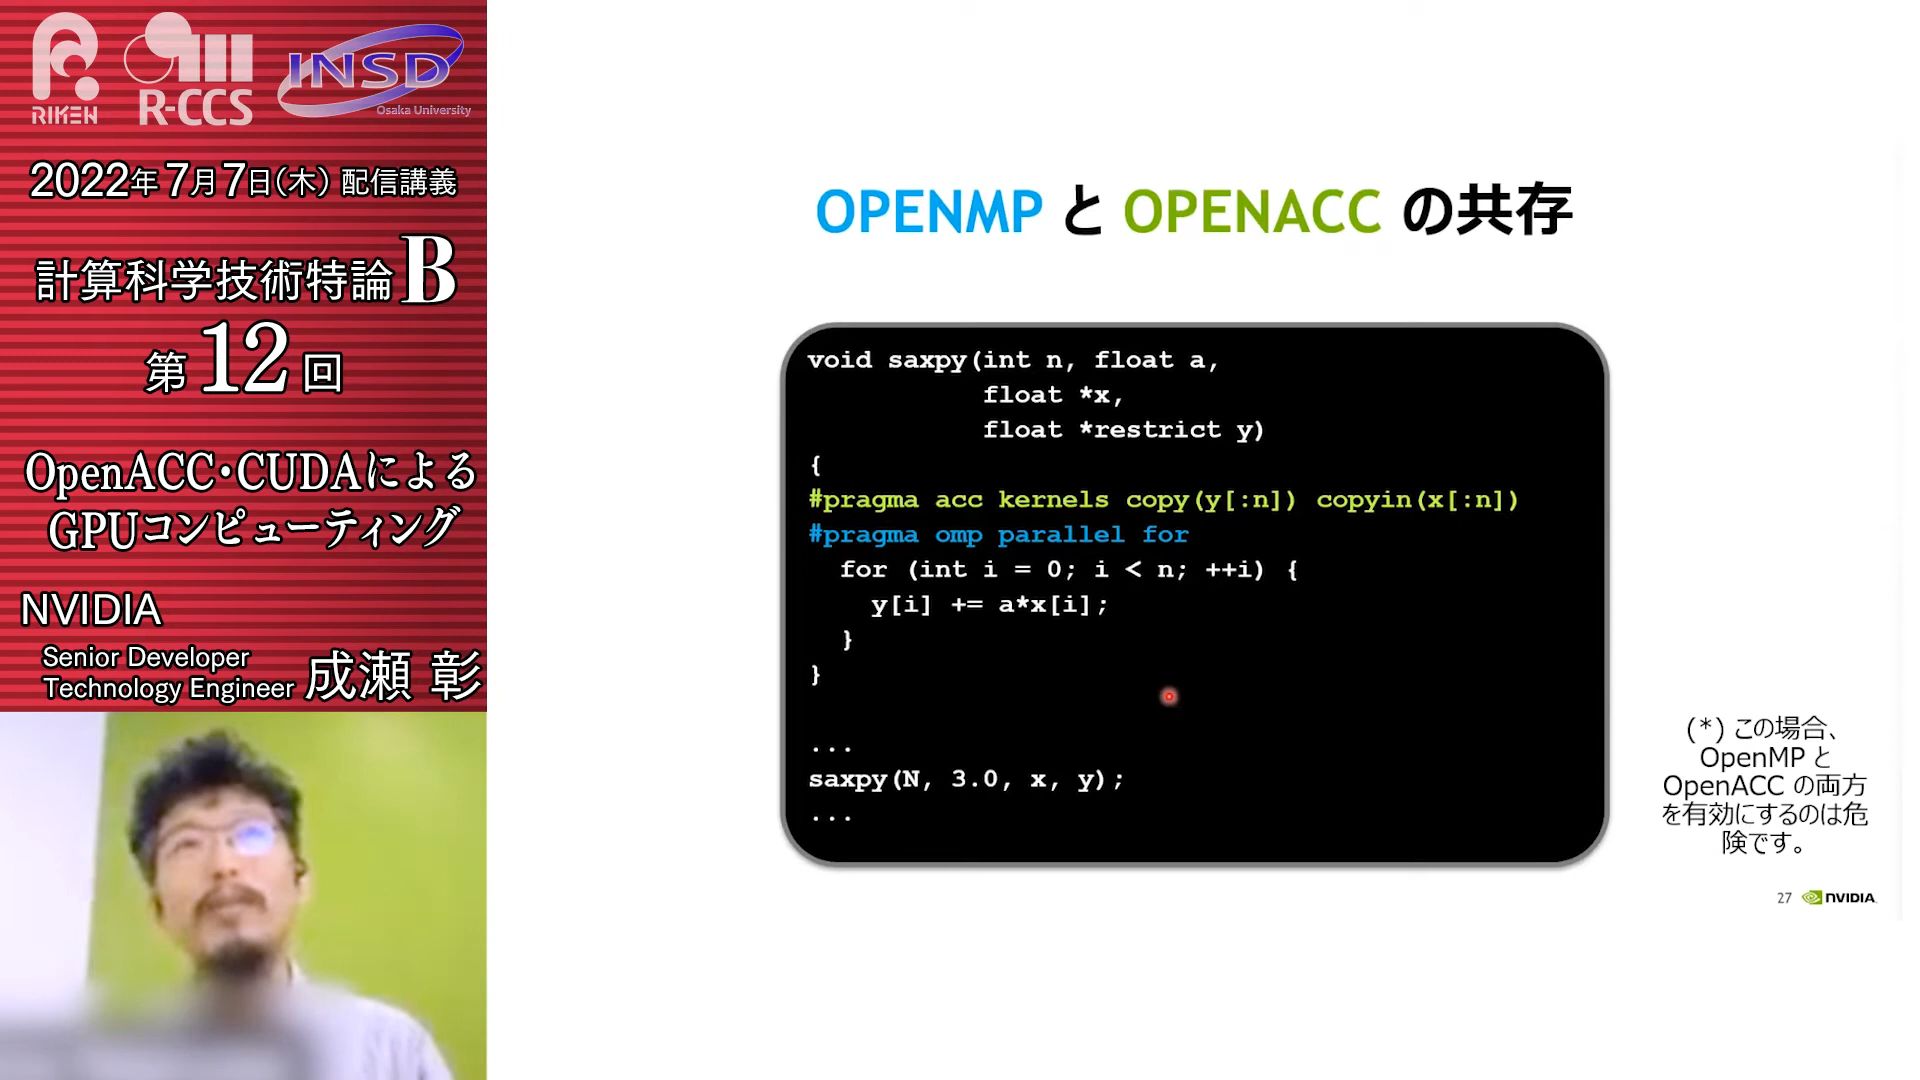 RIKEN
R-CCS
INSD
Osaka University
2022年7月7日(木) 配信講義
計算科学技術特論B
第12回
OpenACC・CUDAによる
GPUコンピューティング
NVIDIA
Senior Developer
Technology Engineer 成瀬 彰
OPENMP と OPENACC の共存
void saxpy(int n, float a,
float *x,
float *restrict y)
{
#pragma acc kernels copy(y[:n]) copyin(x[:n])
#pragma omp parallel for
for (int i = 0; i < n; ++i) {
y[i] += a*x[i];
}
}
...
saxpy(N, 3.0, x, y);
...
(*) この場合、
OpenMP と
OpenACC の両方
を有効にするのは危
険です。
27 NVIDIA.